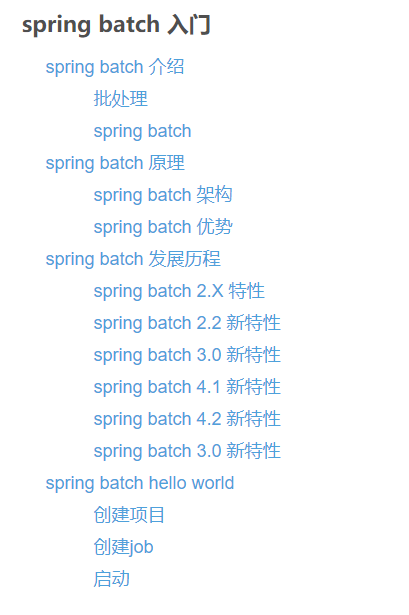 spring batch 入门
spring batch 介绍
批处理
spring batch
spring batch 原理
spring batch 架构
spring batch 优势
spring batch 发展历程
spring batch 2.X 特性
spring batch 2.2 新特性
spring batch 3.0 新特性
spring batch 4.1 新特性
spring batch 4.2 新特性
spring batch 3.0 新特性
spring batch hello world
创建项目
创建job
启动